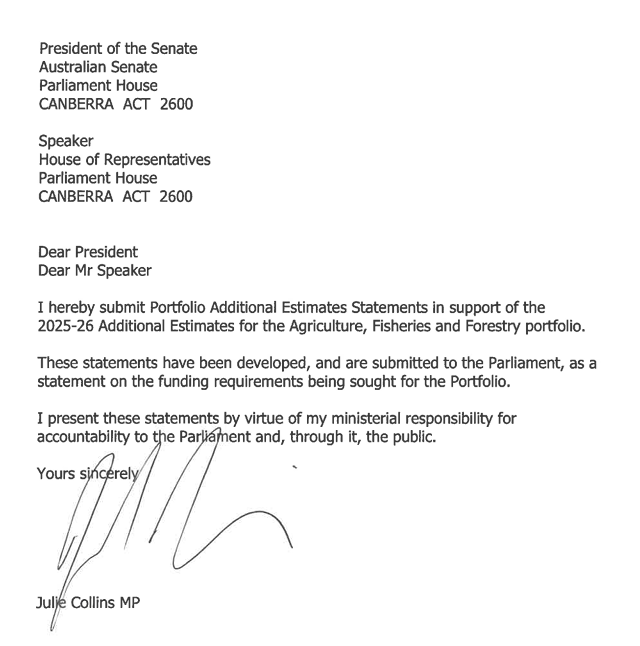 President of the Senate
Australian Senate
Parliament House
CANBERRA  ACT  2600
Speaker
House of Representatives
Parliament House
CANBERRA  ACT  2600
Dear President
Dear Mr Speaker
I hereby submit Portfolio Additional Estimates Statements in support of the
2025-26 Additional Estimates for the Agriculture, Fisheries and Forestry portfolio.
These statements have been developed, and are submitted to the Parliament, as a
statement on the funding requirements being sought for the Portfolio.
I present these statements by virtue of my ministerial responsibility for
accountability to the Parliament and, through it, the public.
Yours sincerely
Julie Collins MP